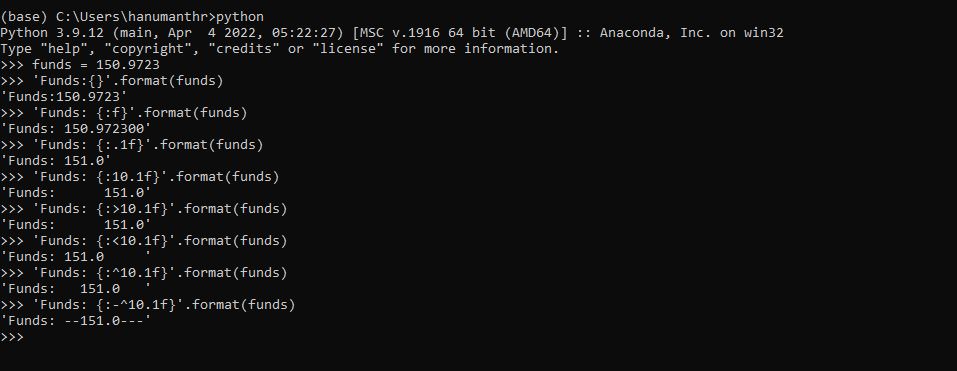 (base) C:\Users\hanumanthr>python
Python 3.9.12 (main, Apr  4 2022, 05:22:27) [MSC v.1916 64 bit (AMD64)] :: Anaconda, Inc. on win32
Type "help", "copyright", "credits" or "license" for more information.
>>> funds = 150.9723
>>> 'Funds:{}'.format(funds)
'Funds:150.9723'
>>> 'Funds: {:f}'.format(funds)
'Funds: 150.972300'
>>> 'Funds: {:.1f}'.format(funds)
'Funds: 151.0'
>>> 'Funds: {:10.1f}'.format(funds)
'Funds:      151.0'
>>> 'Funds: {:>10.1f}'.format(funds)
'Funds:      151.0'
>>> 'Funds: {:<10.1f}'.format(funds)
'Funds: 151.0     '
>>> 'Funds: {:^10.1f}'.format(funds)
'Funds:   151.0   '
>>> 'Funds: {:-^10.1f}'.format(funds)
'Funds: --151.0---'
>>>